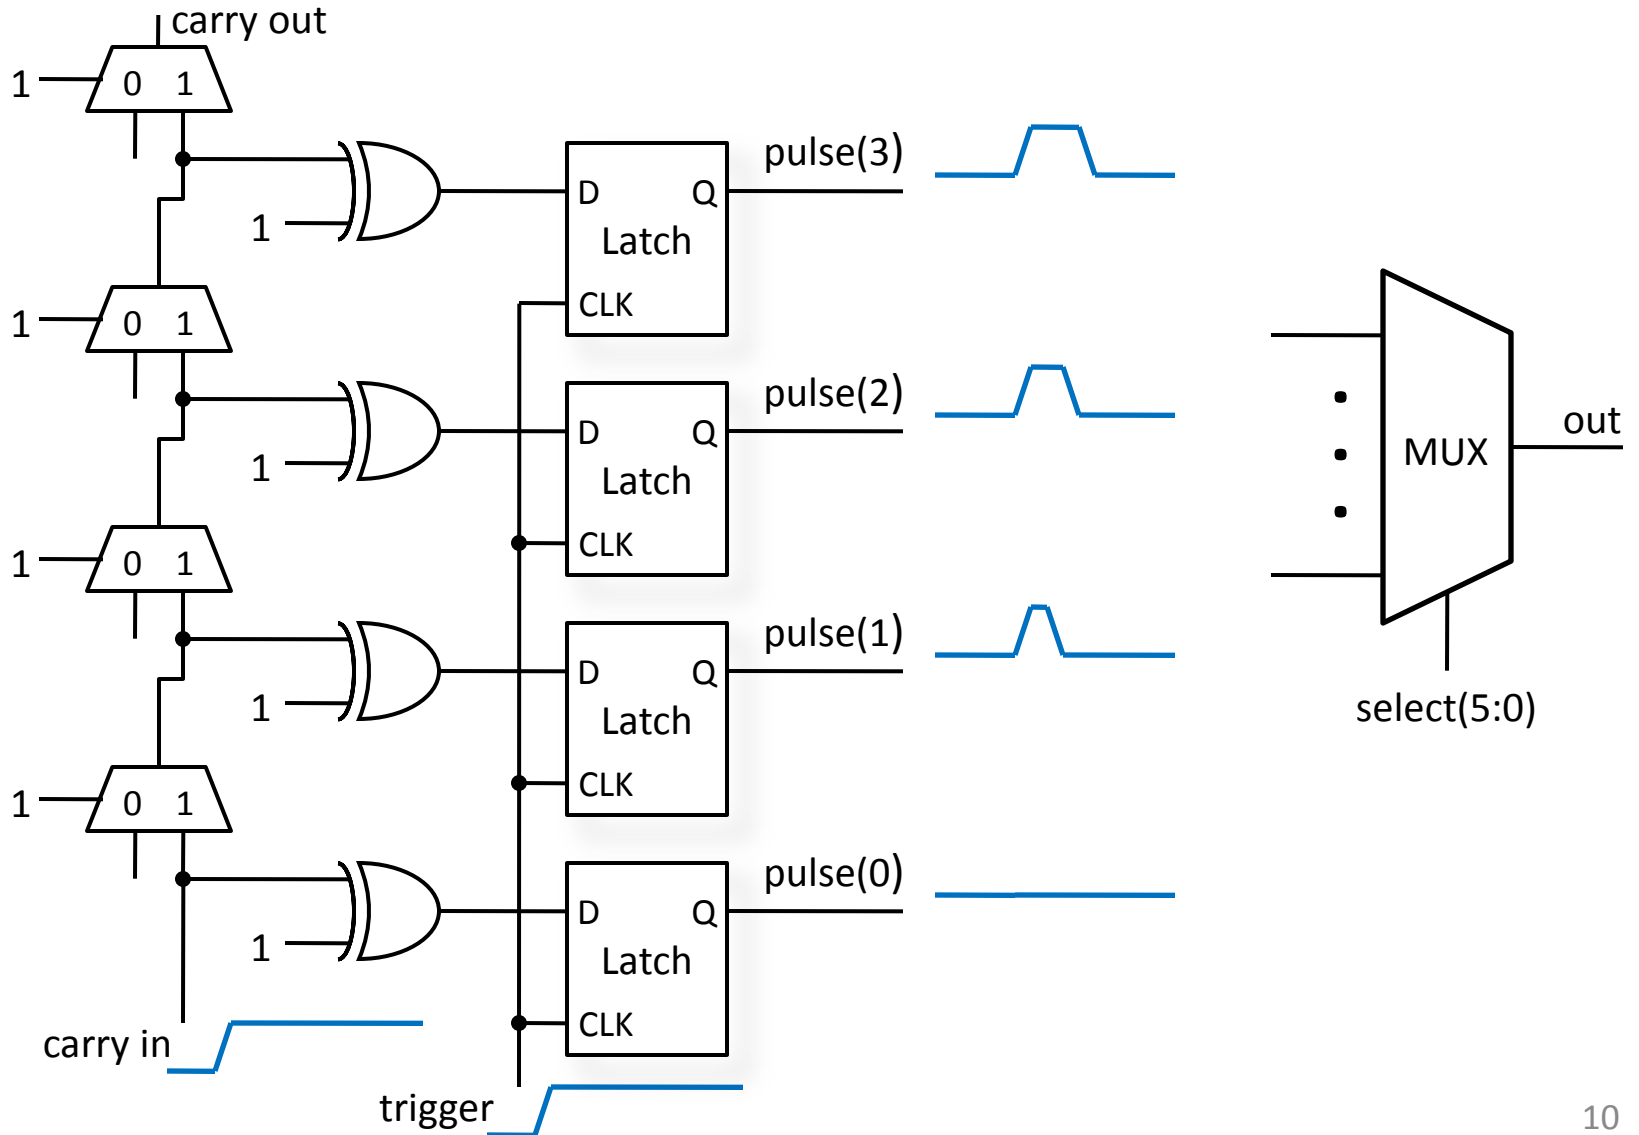 carry out
1
0 1
pulse(3)
D Q
1
Latch
CLK
1
0 1
pulse(2)
D Q
out
MUX
1
Latch
CLK
1
0 1
pulse(1)
D Q
select(5:0)
1
Latch
CLK
1
0 1
pulse(0)
D Q
1
Latch
CLK
carry in
trigger
10